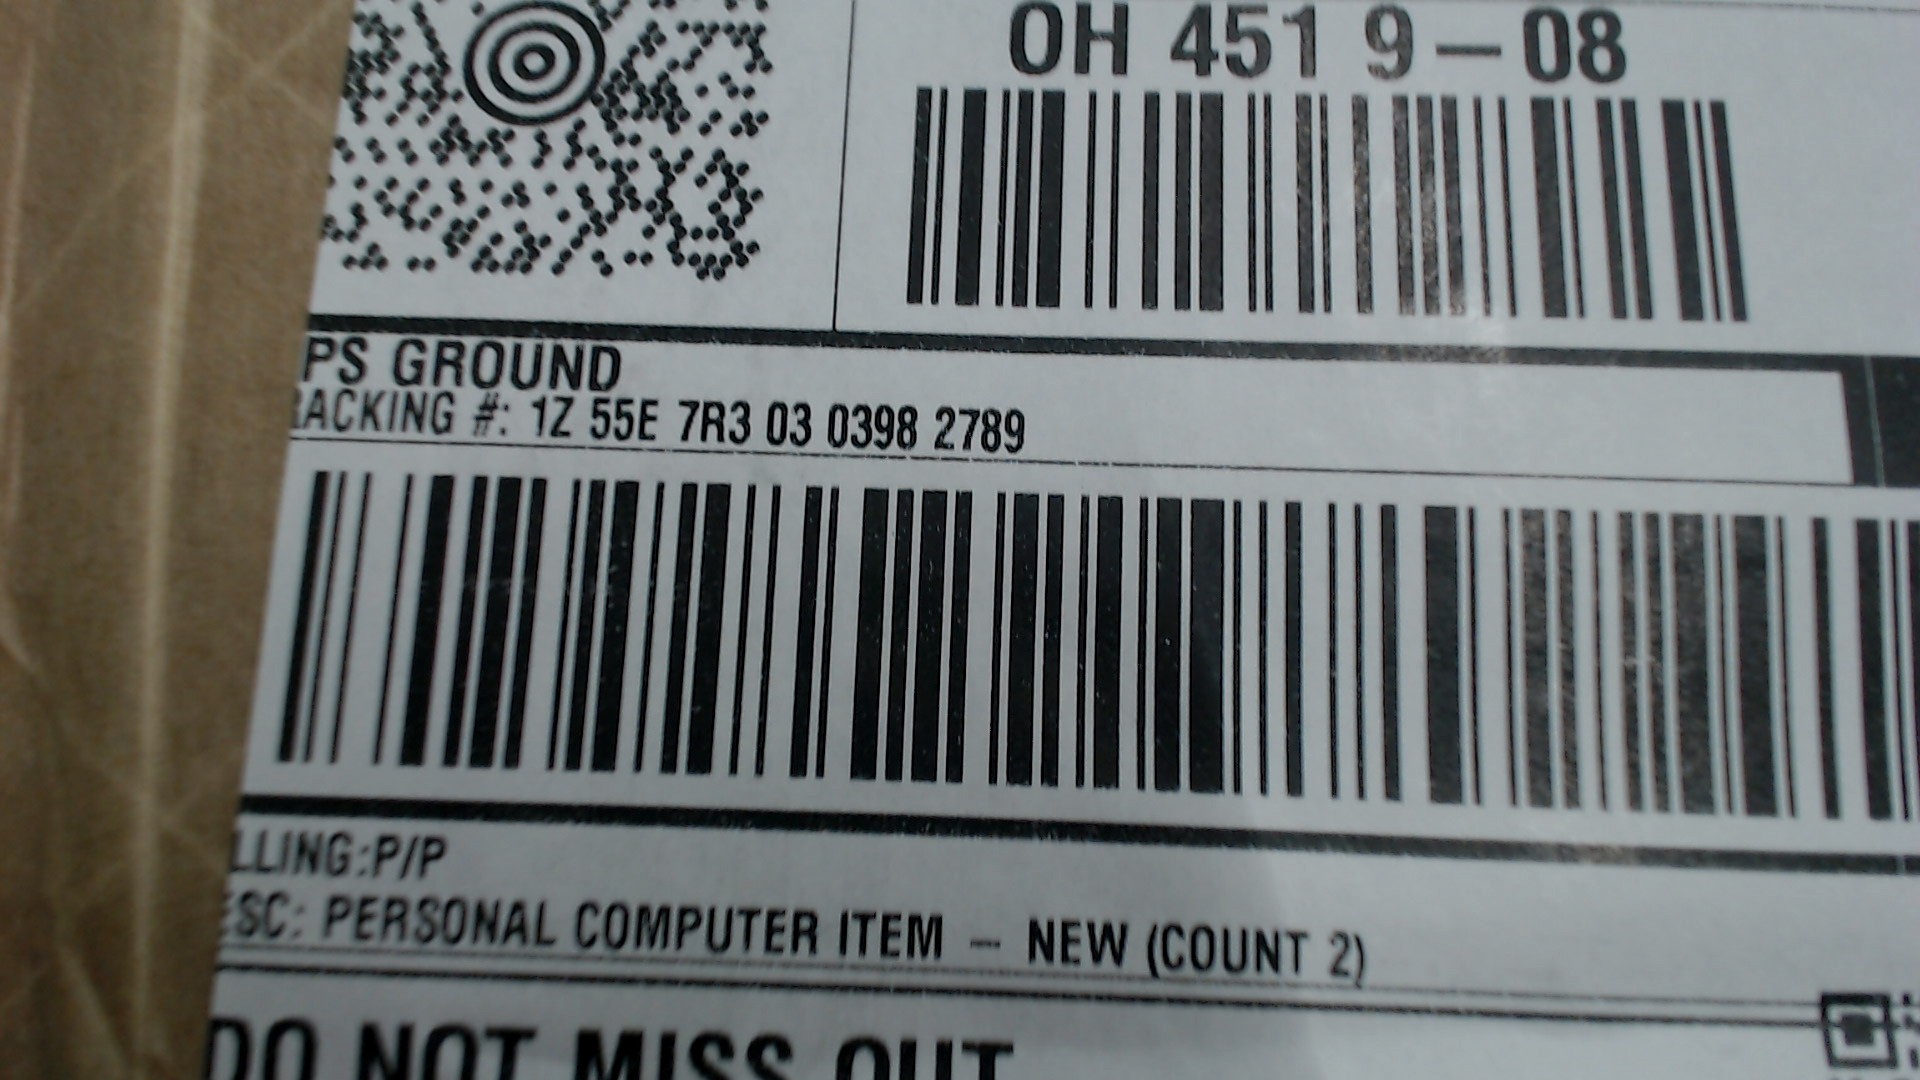 OH 451 9-08
PS GROUND
RACKING #: 1Z 55E 7R3 03 0398 2789
LLING:P/P
ESC: PERSONAL COMPUTER ITEM - NEW (COUNT 2)
DO NOT MISS OUT